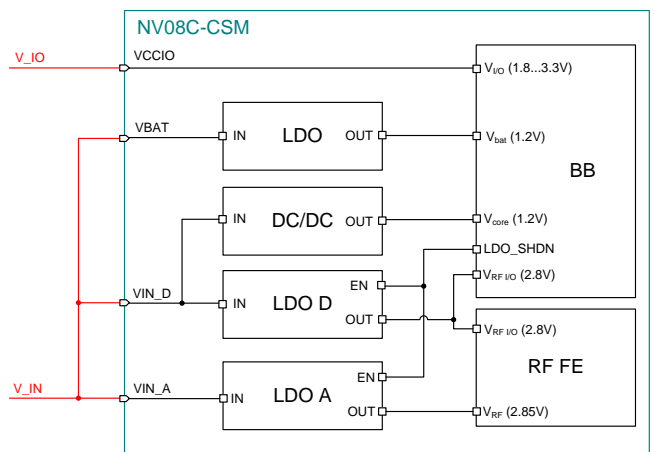 NV08C-CSM
V_IO
VCCIO
V_I/O (1.8...3.3V)
VBAT
IN
LDO
OUT
V_bat (1.2V)
BB
IN
DC/DC
OUT
V_core (1.2V)
LDO_SHDN
V_RF I/O (2.8V)
VIN_D
IN
LDO D
EN
OUT
V_RF I/O (2.8V)
RF FE
V_IN
VIN_A
IN
LDO A
EN
OUT
V_RF (2.85V)